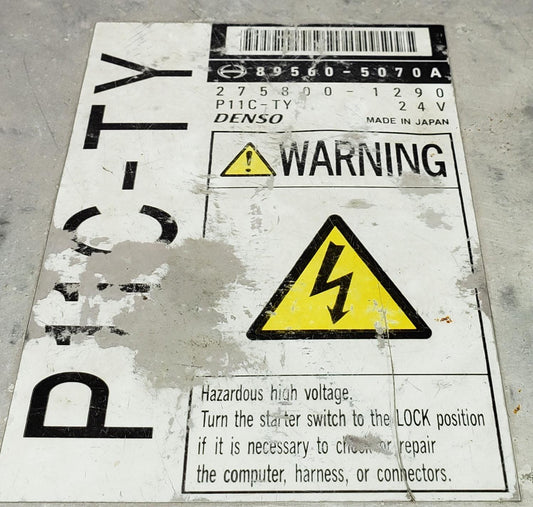 P11C-TY
89560-5070A
275800-1290
P11C-TY 24V
DENSO MADE IN JAPAN
WARNING
Hazardous high voltage.
Turn the starter switch to the LOCK position
if it is necessary to check or repair
the computer, harness, or connectors.